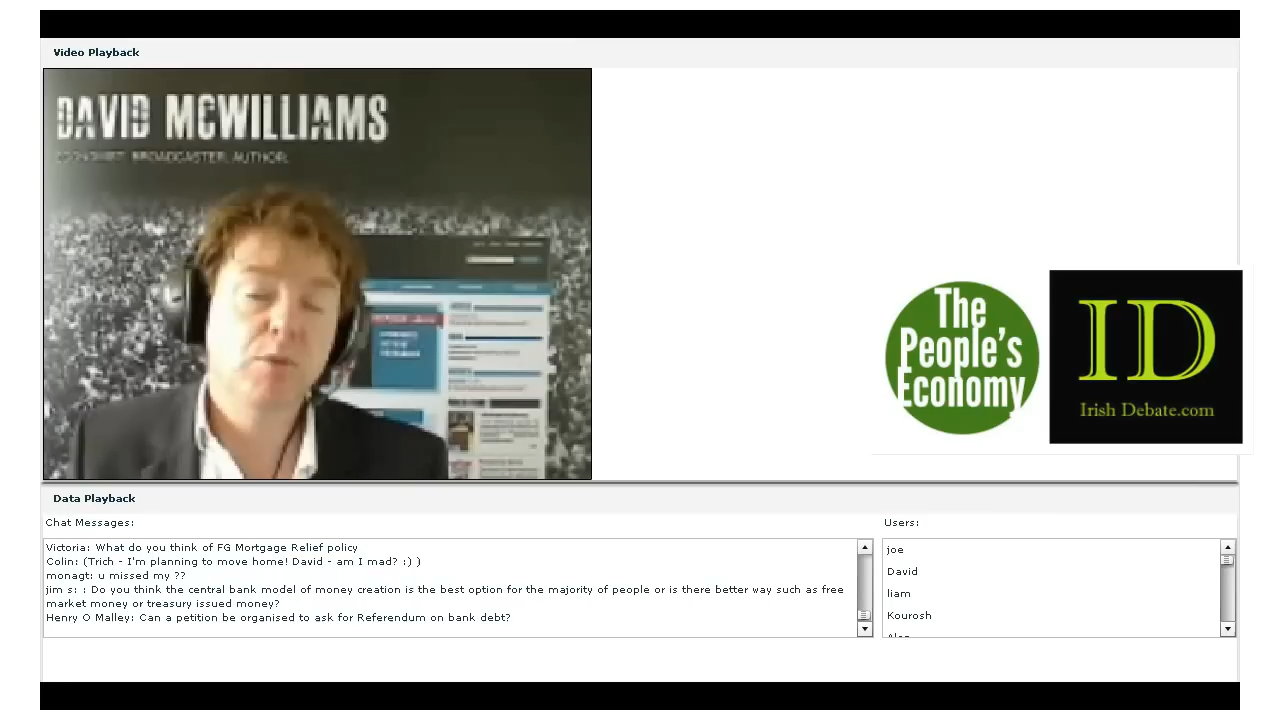 Video Playback
DAVID MCWILLIAMS
ECONOMIST. BROADCASTER. AUTHOR.
The
People's
Economy
ID
Irish Debate.com
Data Playback
Chat Messages:
Users:
Victoria: What do you think of FG Mortgage Relief policy
Colin: (Trich - I'm planning to move home! David - am I mad? :) )
monagt: u missed my ??
jim s: : Do you think the central bank model of money creation is the best option for the majority of people or is there better way such as free
market money or treasury issued money?
Henry O Malley: Can a petition be organised to ask for Referendum on bank debt?
joe
David
liam
Kourosh